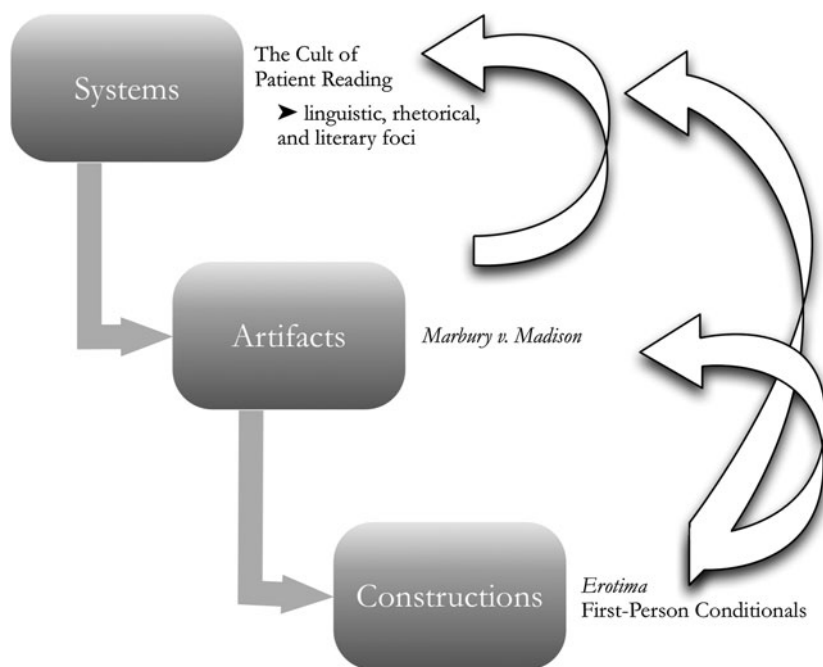 Systems
The Cult of
Patient Reading
➤ linguistic, rhetorical,
and literary foci
Artifacts
Marbury v. Madison
Constructions
Erotima
First-Person Conditionals